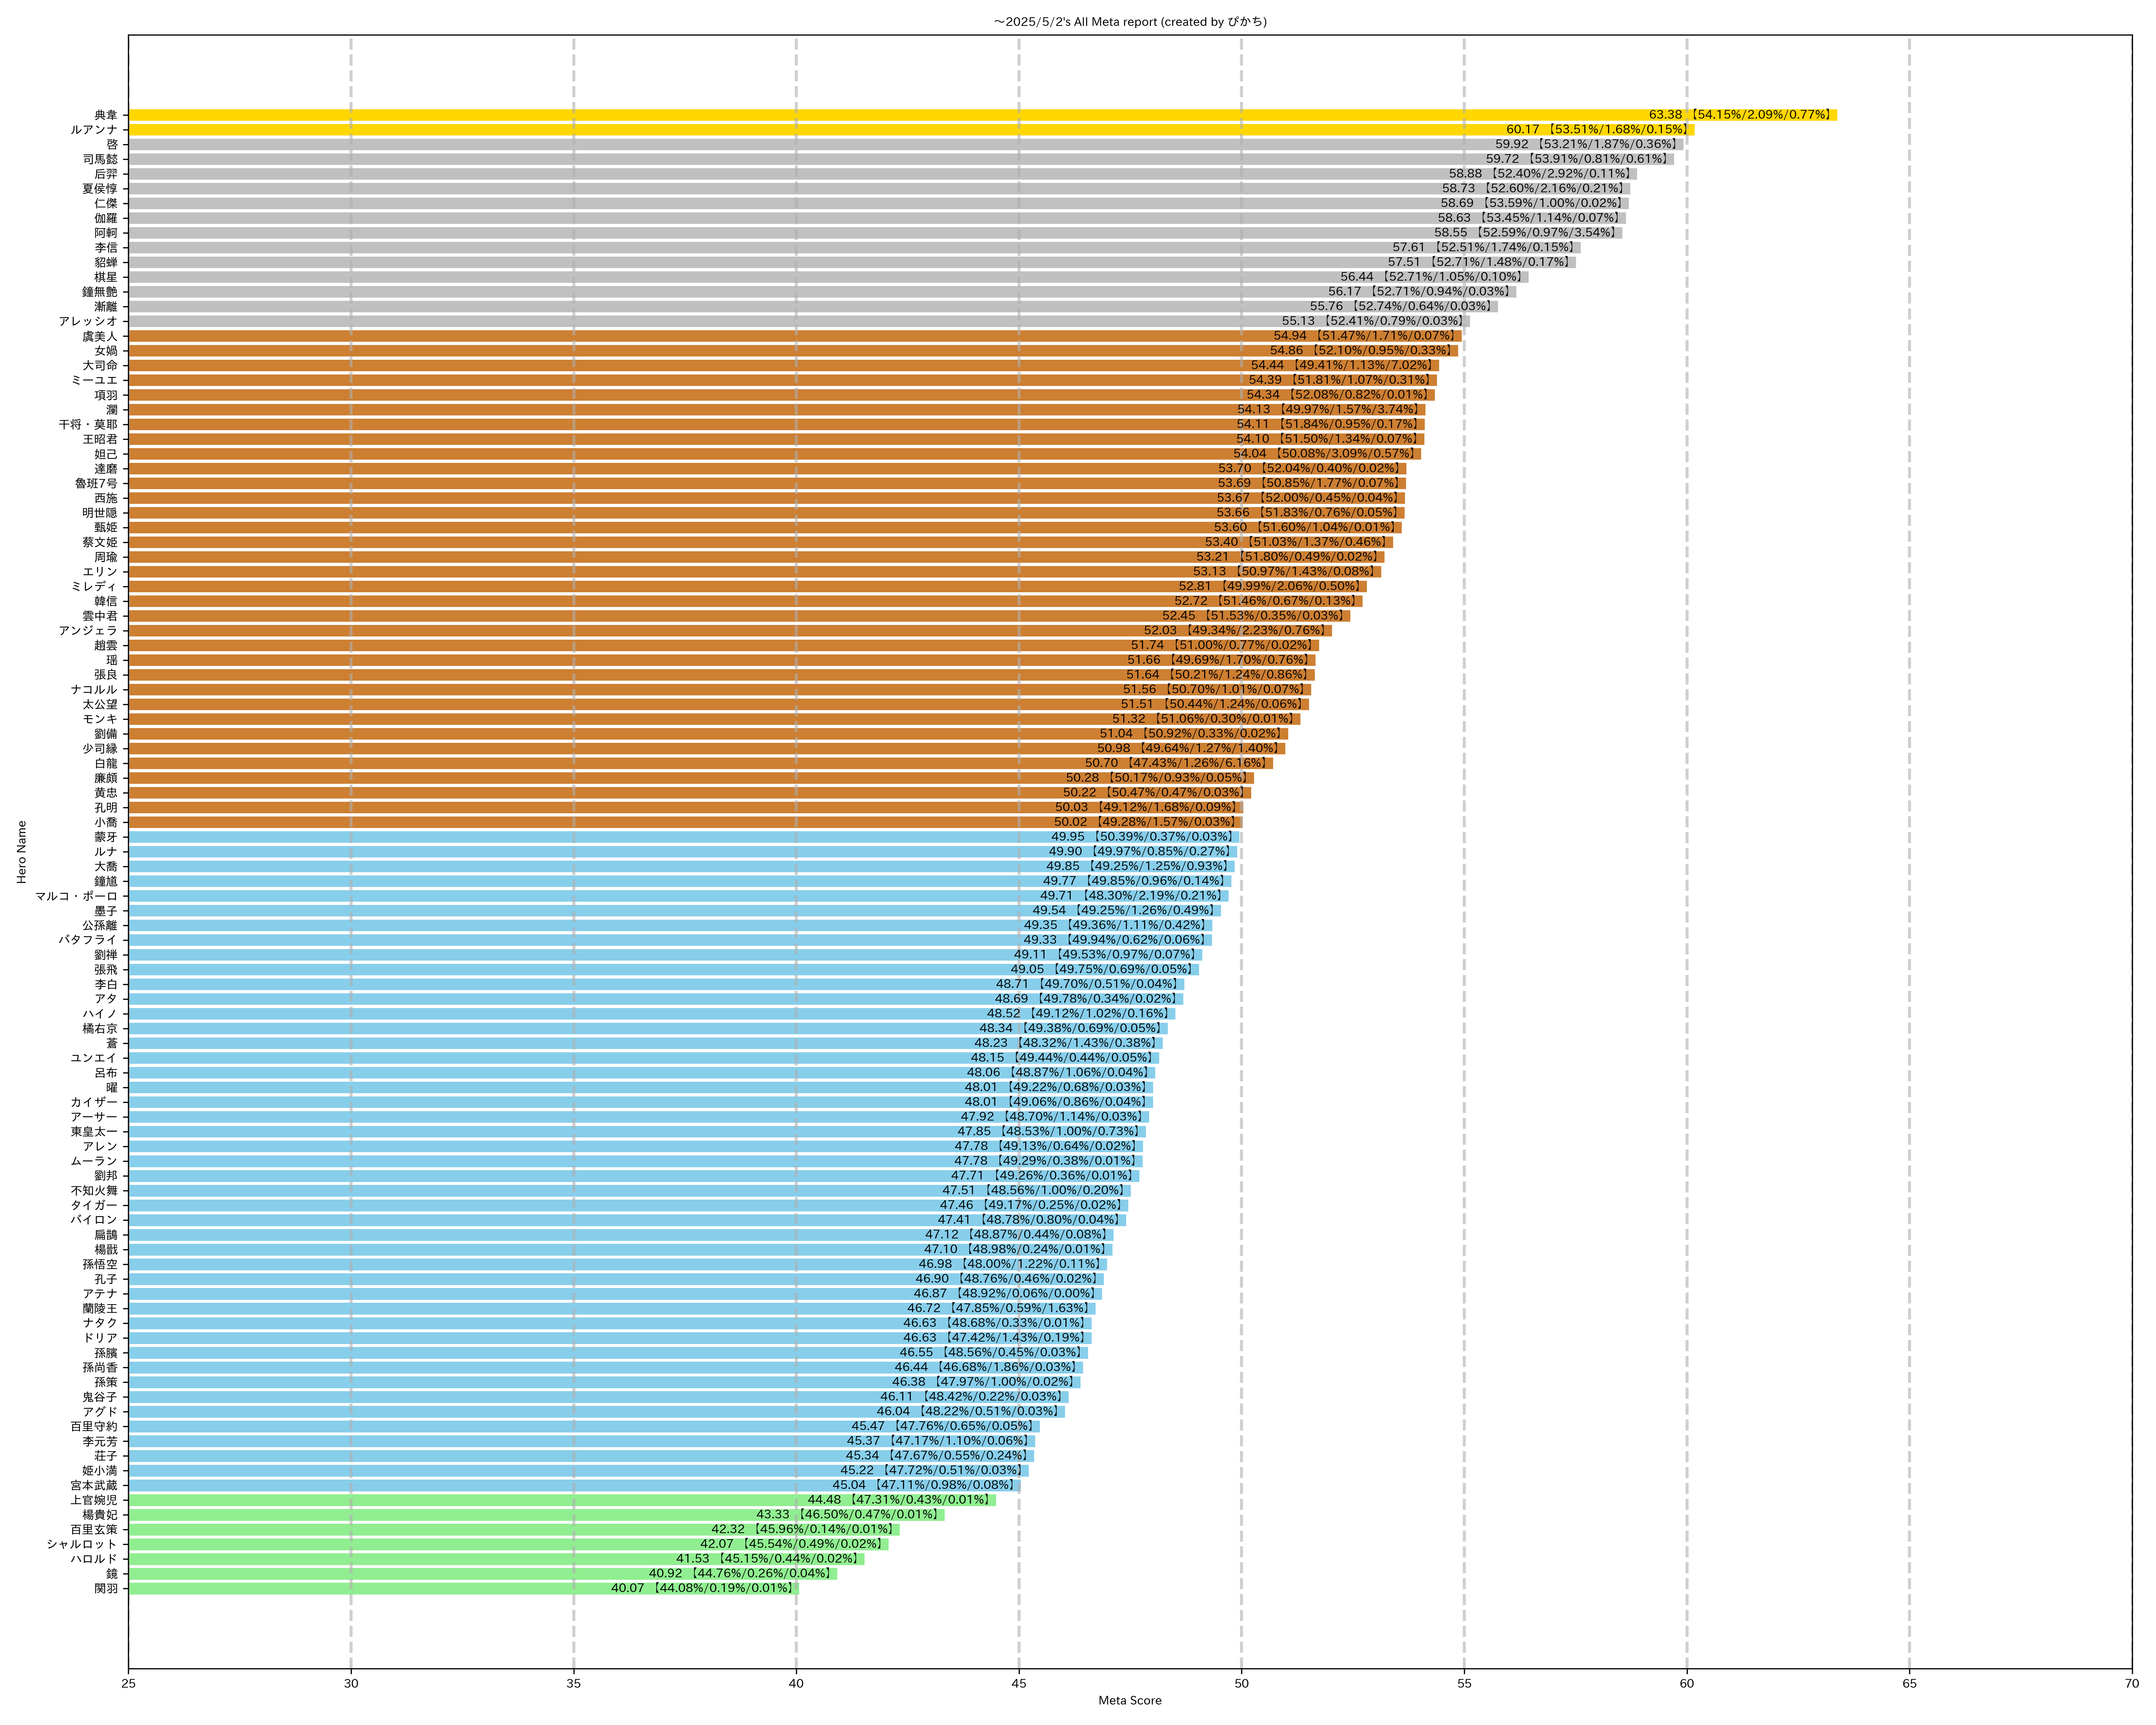 ～2025/5/2's All Meta report (created by ぴかち)
Hero Name
典韋 63.38 【54.15%/2.09%/0.77%】
ルアンナ 60.17 【53.51%/1.68%/0.15%】
啓 59.92 【53.21%/1.87%/0.36%】
司馬懿 59.72 【53.91%/0.81%/0.61%】
后羿 58.88 【52.40%/2.92%/0.11%】
夏侯惇 58.73 【52.60%/2.16%/0.21%】
仁傑 58.69 【53.59%/1.00%/0.02%】
伽羅 58.63 【53.45%/1.14%/0.07%】
阿軻 58.55 【52.59%/0.97%/3.54%】
李信 57.61 【52.51%/1.74%/0.15%】
貂蝉 57.51 【52.71%/1.48%/0.17%】
棋星 56.44 【52.71%/1.05%/0.10%】
鐘無艶 56.17 【52.71%/0.94%/0.03%】
漸離 55.76 【52.74%/0.64%/0.03%】
アレッシオ 55.13 【52.41%/0.79%/0.03%】
虞美人 54.94 【51.47%/1.71%/0.07%】
女媧 54.86 【52.10%/0.95%/0.33%】
大司命 54.44 【49.41%/1.13%/7.02%】
ミーユエ 54.39 【51.81%/1.07%/0.31%】
項羽 54.34 【52.08%/0.82%/0.01%】
瀾 54.13 【49.97%/1.57%/3.74%】
干将・莫耶 54.11 【51.84%/0.95%/0.17%】
王昭君 54.10 【51.50%/1.34%/0.07%】
妲己 54.04 【50.08%/3.09%/0.57%】
達磨 53.70 【52.04%/0.40%/0.02%】
魯班7号 53.69 【50.85%/1.77%/0.07%】
西施 53.67 【52.00%/0.45%/0.04%】
明世隠 53.66 【51.83%/0.76%/0.05%】
甄姫 53.60 【51.60%/1.04%/0.01%】
蔡文姫 53.40 【51.03%/1.37%/0.46%】
周瑜 53.21 【51.80%/0.49%/0.02%】
エリン 53.13 【50.97%/1.43%/0.08%】
ミレディ 52.81 【49.99%/2.06%/0.50%】
韓信 52.72 【51.46%/0.67%/0.13%】
雲中君 52.45 【51.53%/0.35%/0.03%】
アンジェラ 52.03 【49.34%/2.23%/0.76%】
趙雲 51.74 【51.00%/0.77%/0.02%】
瑶 51.66 【49.69%/1.70%/0.76%】
張良 51.64 【50.21%/1.24%/0.86%】
ナコルル 51.56 【50.70%/1.01%/0.07%】
太公望 51.51 【50.44%/1.24%/0.06%】
モンキ 51.32 【51.06%/0.30%/0.01%】
劉備 51.04 【50.92%/0.33%/0.02%】
少司縁 50.98 【49.64%/1.27%/1.40%】
白龍 50.70 【47.43%/1.26%/6.16%】
廉頗 50.28 【50.17%/0.93%/0.05%】
黄忠 50.22 【50.47%/0.47%/0.03%】
孔明 50.03 【49.12%/1.68%/0.09%】
小喬 50.02 【49.28%/1.57%/0.03%】
蒙牙 49.95 【50.39%/0.37%/0.03%】
ルナ 49.90 【49.97%/0.85%/0.27%】
大喬 49.85 【49.25%/1.25%/0.93%】
鐘馗 49.77 【49.85%/0.96%/0.14%】
マルコ・ポーロ 49.71 【48.30%/2.19%/0.21%】
墨子 49.54 【49.25%/1.26%/0.49%】
公孫離 49.35 【49.36%/1.11%/0.42%】
バタフライ 49.33 【49.94%/0.62%/0.06%】
劉禅 49.11 【49.53%/0.97%/0.07%】
張飛 49.05 【49.75%/0.69%/0.05%】
李白 48.71 【49.70%/0.51%/0.04%】
アタ 48.69 【49.78%/0.34%/0.02%】
ハイノ 48.52 【49.12%/1.02%/0.16%】
橘右京 48.34 【49.38%/0.69%/0.05%】
蒼 48.23 【48.32%/1.43%/0.38%】
ユンエイ 48.15 【49.44%/0.44%/0.05%】
呂布 48.06 【48.87%/1.06%/0.04%】
曜 48.01 【49.22%/0.68%/0.03%】
カイザー 48.01 【49.06%/0.86%/0.04%】
アーサー 47.92 【48.70%/1.14%/0.03%】
東皇太一 47.85 【48.53%/1.00%/0.73%】
アレン 47.78 【49.13%/0.64%/0.02%】
ムーラン 47.78 【49.29%/0.38%/0.01%】
劉邦 47.71 【49.26%/0.36%/0.01%】
不知火舞 47.51 【48.56%/1.00%/0.20%】
タイガー 47.46 【49.17%/0.25%/0.02%】
バイロン 47.41 【48.78%/0.80%/0.04%】
扁鵲 47.12 【48.87%/0.44%/0.08%】
楊戩 47.10 【48.98%/0.24%/0.01%】
孫悟空 46.98 【48.00%/1.22%/0.11%】
孔子 46.90 【48.76%/0.46%/0.02%】
アテナ 46.87 【48.92%/0.06%/0.00%】
蘭陵王 46.72 【47.85%/0.59%/1.63%】
ナタク 46.63 【48.68%/0.33%/0.01%】
ドリア 46.63 【47.42%/1.43%/0.19%】
孫臏 46.55 【48.56%/0.45%/0.03%】
孫尚香 46.44 【46.68%/1.86%/0.03%】
孫策 46.38 【47.97%/1.00%/0.02%】
鬼谷子 46.11 【48.42%/0.22%/0.03%】
アグド 46.04 【48.22%/0.51%/0.03%】
百里守約 45.47 【47.76%/0.65%/0.05%】
李元芳 45.37 【47.17%/1.10%/0.06%】
荘子 45.34 【47.67%/0.55%/0.24%】
姫小満 45.22 【47.72%/0.51%/0.03%】
宮本武蔵 45.04 【47.11%/0.98%/0.08%】
上官婉児 44.48 【47.31%/0.43%/0.01%】
楊貴妃 43.33 【46.50%/0.47%/0.01%】
百里玄策 42.32 【45.96%/0.14%/0.01%】
シャルロット 42.07 【45.54%/0.49%/0.02%】
ハロルド 41.53 【45.15%/0.44%/0.02%】
鏡 40.92 【44.76%/0.26%/0.04%】
関羽 40.07 【44.08%/0.19%/0.01%】
25 30 35 40 45 50 55 60 65 70
Meta Score